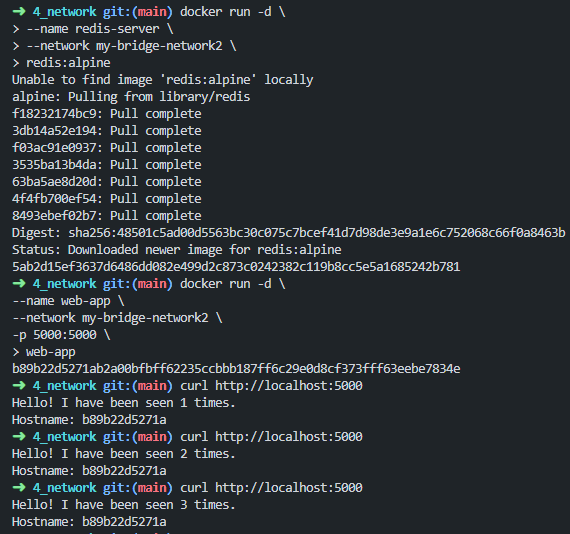 ➜ 4_network git:(main) docker run -d \
> --name redis-server \
> --network my-bridge-network2 \
> redis:alpine
Unable to find image 'redis:alpine' locally
alpine: Pulling from library/redis
f18232174bc9: Pull complete
3db14a52e194: Pull complete
f03ac91e0937: Pull complete
3535ba13b4da: Pull complete
63ba5ae8d20d: Pull complete
4f4fb700ef54: Pull complete
8493ebef02b7: Pull complete
Digest: sha256:48501c5ad00d5563bc30c075c7bcef41d7d98de3e9a1e6c752068c66f0a8463b
Status: Downloaded newer image for redis:alpine
5ab2d15ef3637d6486dd082e499d2c873c0242382c119b8cc5e5a1685242b781
➜ 4_network git:(main) docker run -d \
--name web-app \
--network my-bridge-network2 \
-p 5000:5000 \
> web-app
b89b22d5271ab2a00bfbff62235ccbbb187ff6c29e0d8cf373fff63eebe7834e
➜ 4_network git:(main) curl http://localhost:5000
Hello! I have been seen 1 times.
Hostname: b89b22d5271a
➜ 4_network git:(main) curl http://localhost:5000
Hello! I have been seen 2 times.
Hostname: b89b22d5271a
➜ 4_network git:(main) curl http://localhost:5000
Hello! I have been seen 3 times.
Hostname: b89b22d5271a